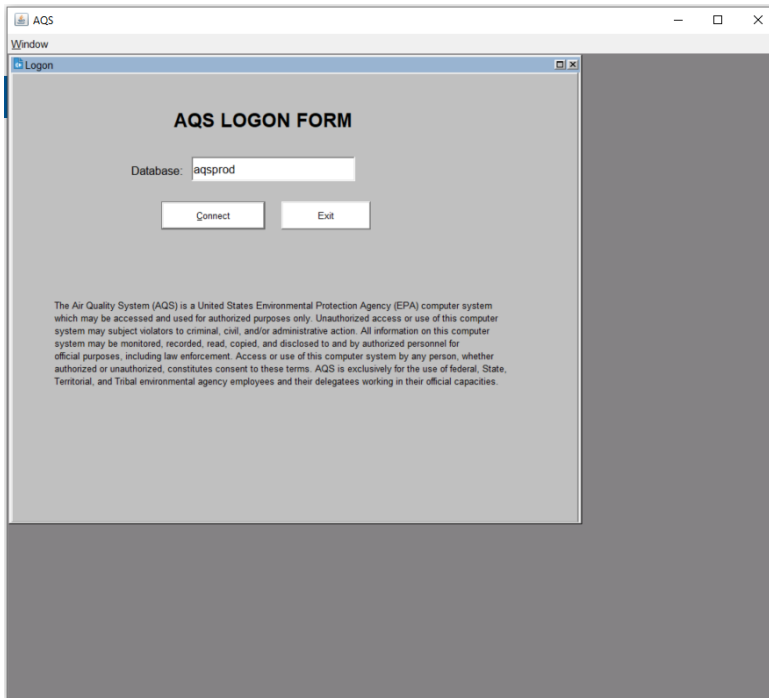 AQS
Window
Logon
AQS LOGON FORM
Database: aqsprod
Connect Exit
The Air Quality System (AQS) is a United States Environmental Protection Agency (EPA) computer system
which may be accessed and used for authorized purposes only. Unauthorized access or use of this computer
system may subject violators to criminal, civil, and/or administrative action. All information on this computer
system may be monitored, recorded, read, copied, and disclosed to and by authorized personnel for
official purposes, including law enforcement. Access or use of this computer system by any person, whether
authorized or unauthorized, constitutes consent to these terms. AQS is exclusively for the use of federal, State,
Territorial, and Tribal environmental agency employees and their delegatees working in their official capacities.